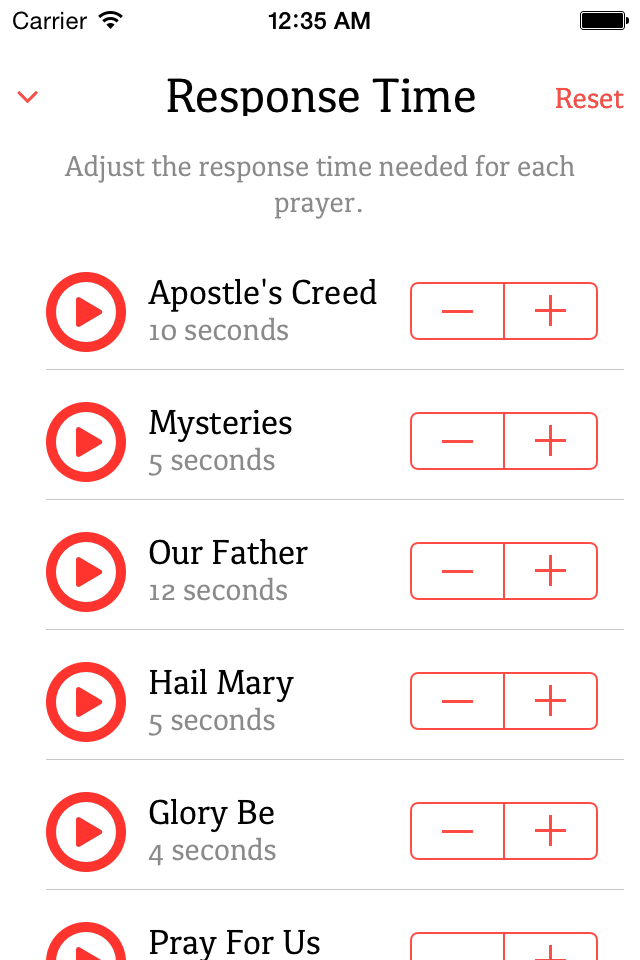 Carrier 12:35 AM
Response Time Reset
Adjust the response time needed for each
prayer.
Apostle's Creed
10 seconds
Mysteries
5 seconds
Our Father
12 seconds
Hail Mary
5 seconds
Glory Be
4 seconds
Pray For Us